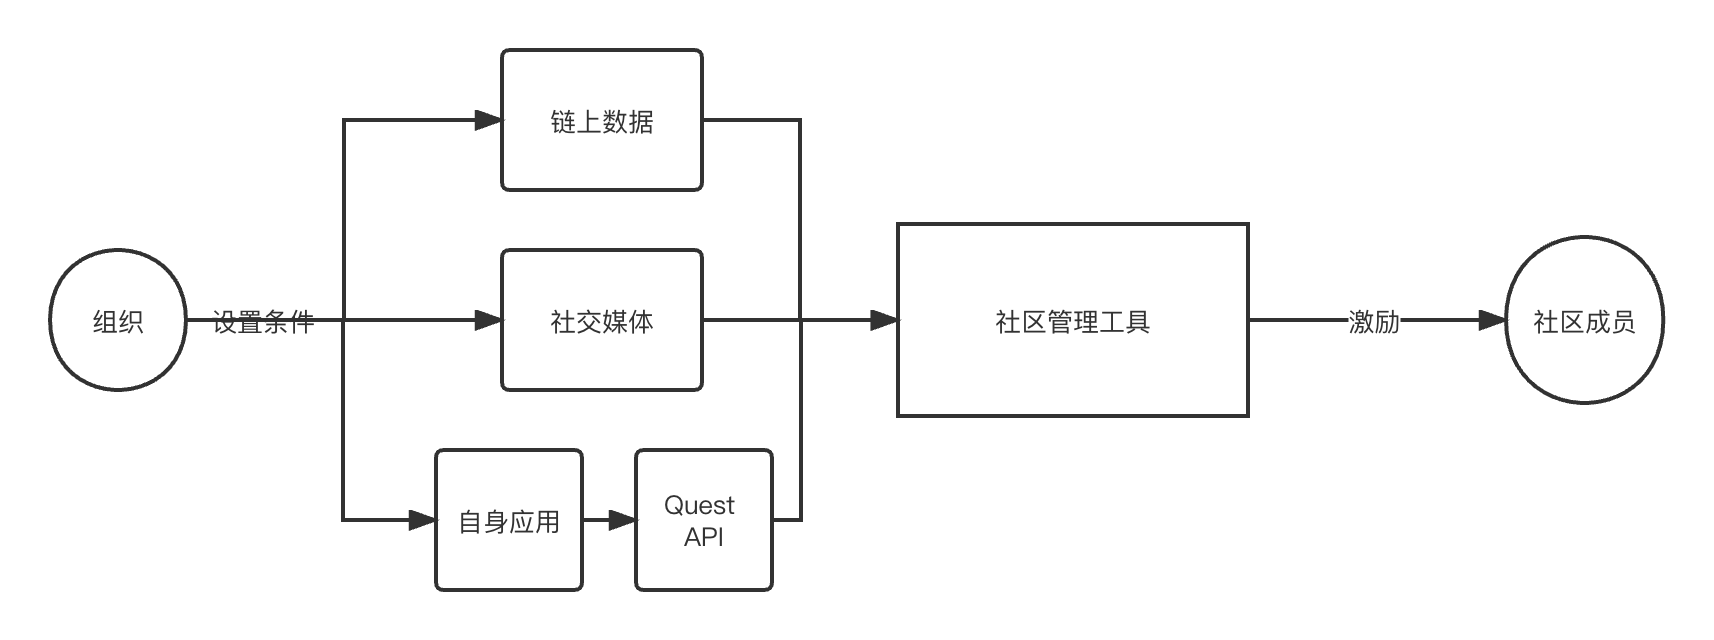 链上数据
组织
设置条件
社交媒体
社区管理工具
激励
社区成员
自身应用
Quest
API